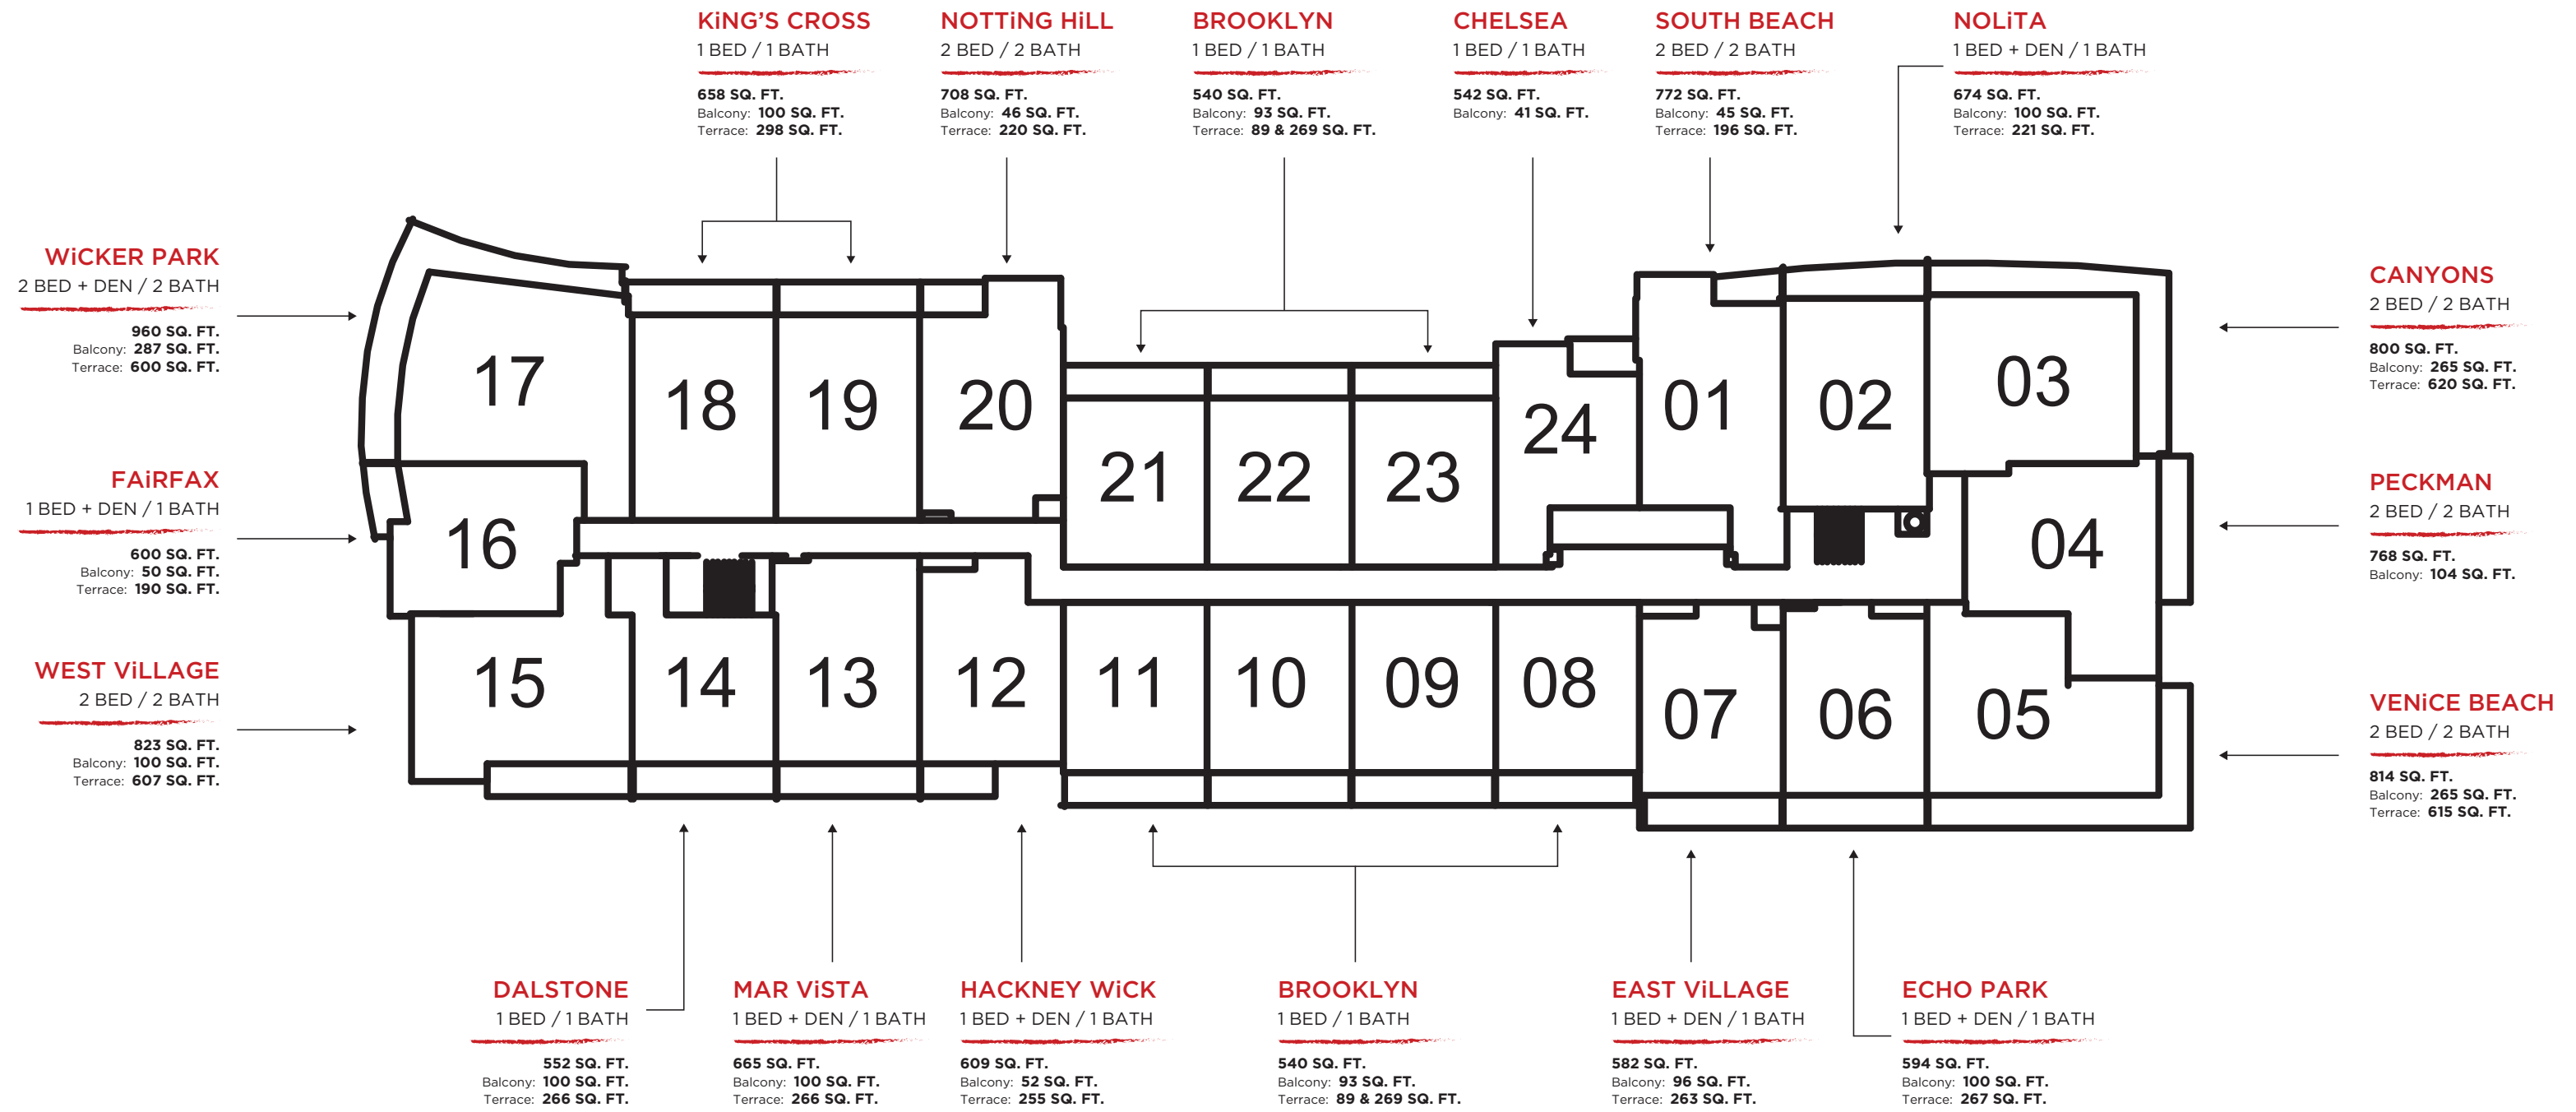 KiNG'S CROSS
1 BED / 1 BATH
658 SQ. FT.
Balcony: 100 SQ. FT.
Terrace: 298 SQ. FT.
NOTTiNG HiLL
2 BED / 2 BATH
708 SQ. FT.
Balcony: 46 SQ. FT.
Terrace: 220 SQ. FT.
BROOKLYN
1 BED / 1 BATH
540 SQ. FT.
Balcony: 93 SQ. FT.
Terrace: 89 & 269 SQ. FT.
CHELSEA
1 BED / 1 BATH
542 SQ. FT.
Balcony: 41 SQ. FT.
SOUTH BEACH
2 BED / 2 BATH
772 SQ. FT.
Balcony: 45 SQ. FT.
Terrace: 196 SQ. FT.
NOLiTA
1 BED + DEN / 1 BATH
674 SQ. FT.
Balcony: 100 SQ. FT.
Terrace: 221 SQ. FT.
WiCKER PARK
2 BED + DEN / 2 BATH
960 SQ. FT.
Balcony: 287 SQ. FT.
Terrace: 600 SQ. FT.
FAiRFAX
1 BED + DEN / 1 BATH
600 SQ. FT.
Balcony: 50 SQ. FT.
Terrace: 190 SQ. FT.
WEST ViLLAGE
2 BED / 2 BATH
823 SQ. FT.
Balcony: 100 SQ. FT.
Terrace: 607 SQ. FT.
17
18
19
20
21
22
23
24
01
02
03
16
04
15
14
13
12
11
10
09
08
07
06
05
CANYONS
2 BED / 2 BATH
800 SQ. FT.
Balcony: 265 SQ. FT.
Terrace: 620 SQ. FT.
PECKMAN
2 BED / 2 BATH
768 SQ. FT.
Balcony: 104 SQ. FT.
VENiCE BEACH
2 BED / 2 BATH
814 SQ. FT.
Balcony: 265 SQ. FT.
Terrace: 615 SQ. FT.
DALSTONE
1 BED / 1 BATH
552 SQ. FT.
Balcony: 100 SQ. FT.
Terrace: 266 SQ. FT.
MAR ViSTA
1 BED + DEN / 1 BATH
665 SQ. FT.
Balcony: 100 SQ. FT.
Terrace: 266 SQ. FT.
HACKNEY WiCK
1 BED + DEN / 1 BATH
609 SQ. FT.
Balcony: 52 SQ. FT.
Terrace: 255 SQ. FT.
BROOKLYN
1 BED / 1 BATH
540 SQ. FT.
Balcony: 93 SQ. FT.
Terrace: 89 & 269 SQ. FT.
EAST ViLLAGE
1 BED + DEN / 1 BATH
582 SQ. FT.
Balcony: 96 SQ. FT.
Terrace: 263 SQ. FT.
ECHO PARK
1 BED + DEN / 1 BATH
594 SQ. FT.
Balcony: 100 SQ. FT.
Terrace: 267 SQ. FT.